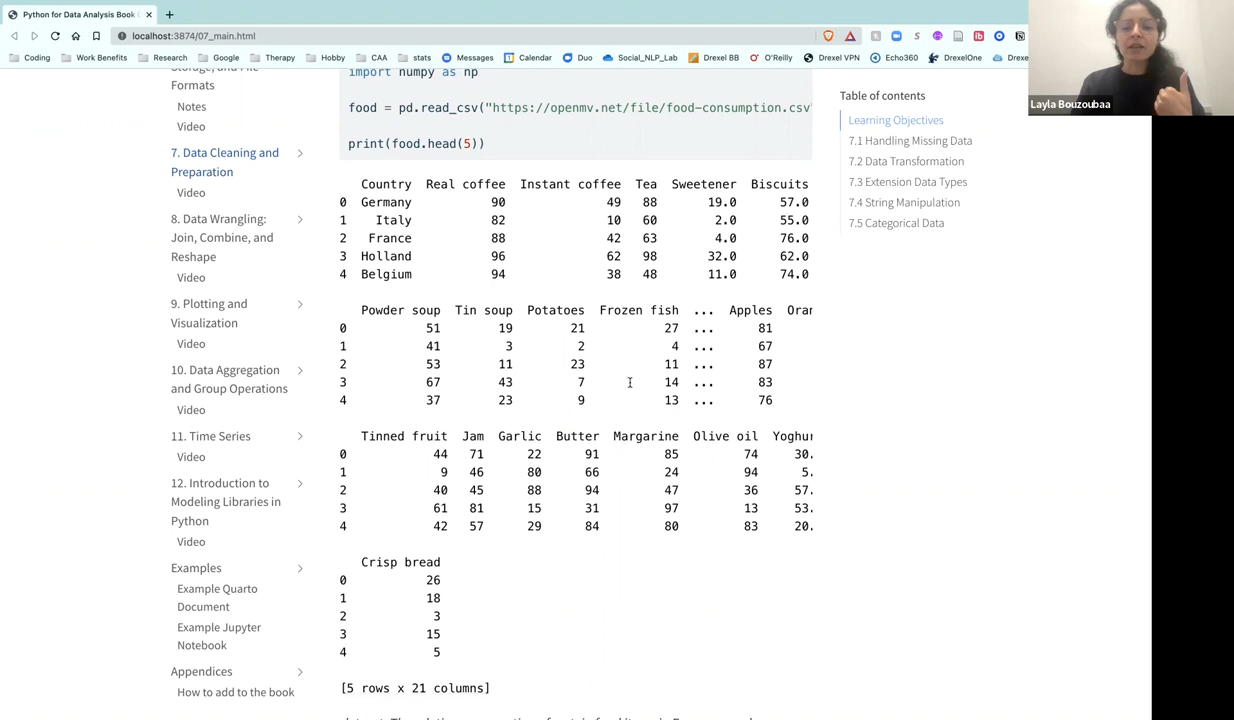 Python for Data Analysis Book
localhost:3874/07_main.html
Coding Work Benefits Research Google Therapy Hobby CAA stats Messages Calendar Duo Social_NLP_Lab Drexel BB O'Reilly Drexel VPN Echo360 DrexelOne Drexe
Layla Bouzoubaa
Storage, and File
Formats
Notes
Video
7. Data Cleaning and
Preparation
Video
8. Data Wrangling:
Join, Combine, and
Reshape
Video
9. Plotting and
Visualization
Video
10. Data Aggregation
and Group Operations
Video
11. Time Series
Video
12. Introduction to
Modeling Libraries in
Python
Video
Examples
Example Quarto
Document
Example Jupyter
Notebook
Appendices
How to add to the book
import numpy as np
food = pd.read_csv("https://openmv.net/file/food-consumption.csv"
print(food.head(5))
Country Real coffee Instant coffee Tea Sweetener Biscuits
0 Germany 90 49 88 19.0 57.0
1 Italy 82 10 60 2.0 55.0
2 France 88 42 63 4.0 76.0
3 Holland 96 62 98 32.0 62.0
4 Belgium 94 38 48 11.0 74.0
Powder soup Tin soup Potatoes Frozen fish ... Apples Oran
0 51 19 21 27 ... 81
1 41 3 2 4 ... 67
2 53 11 23 11 ... 87
3 67 43 7 14 ... 83
4 37 23 9 13 ... 76
Tinned fruit Jam Garlic Butter Margarine Olive oil Yoghur
0 44 71 22 91 85 74 30.
1 9 46 80 66 24 94 5.
2 40 45 88 94 47 36 57.
3 61 81 15 31 97 13 53.
4 42 57 29 84 80 83 20.
Crisp bread
0 26
1 18
2 3
3 15
4 5
[5 rows x 21 columns]
Table of contents
Learning Objectives
7.1 Handling Missing Data
7.2 Data Transformation
7.3 Extension Data Types
7.4 String Manipulation
7.5 Categorical Data